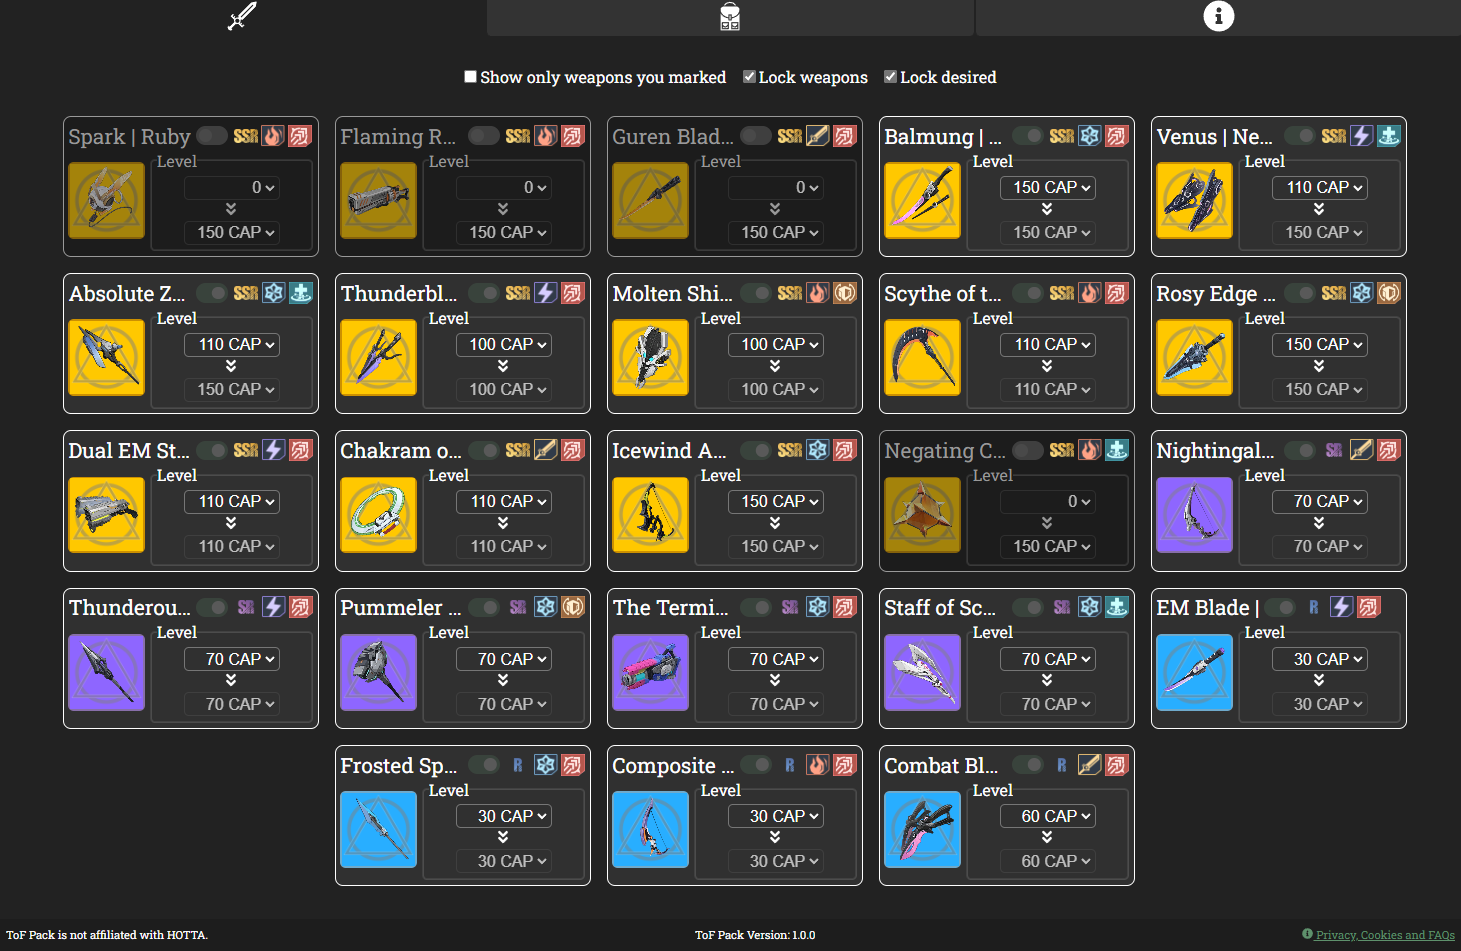 Show only weapons you marked Lock weapons Lock desired
Spark | Ruby SSR Flaming R... SSR Guren Blad... SSR Balmung | ... SSR Venus | Ne... SSR
Level Level Level Level Level
0 0 0 150 CAP 110 CAP
150 CAP 150 CAP 150 CAP 150 CAP 150 CAP
Absolute Z... SSR Thunderbl... SSR Molten Shi... SSR Scythe of t... SSR Rosy Edge ... SSR
Level Level Level Level Level
110 CAP 100 CAP 100 CAP 110 CAP 150 CAP
150 CAP 100 CAP 100 CAP 110 CAP 150 CAP
Dual EM St... SSR Chakram o... SSR Icewind A... SSR Negating C... SSR Nightingal... SR
Level Level Level Level Level
110 CAP 110 CAP 150 CAP 0 70 CAP
110 CAP 110 CAP 150 CAP 150 CAP 70 CAP
Thunderou... SR Pummeler ... SR The Termi... SR Staff of Sc... SR EM Blade | R
Level Level Level Level Level
70 CAP 70 CAP 70 CAP 70 CAP 30 CAP
70 CAP 70 CAP 70 CAP 70 CAP 30 CAP
Frosted Sp... R Composite ... R Combat Bl... R
Level Level Level
30 CAP 30 CAP 60 CAP
30 CAP 30 CAP 60 CAP
ToF Pack is not affiliated with HOTTA. ToF Pack Version: 1.0.0 Privacy, Cookies and FAQs